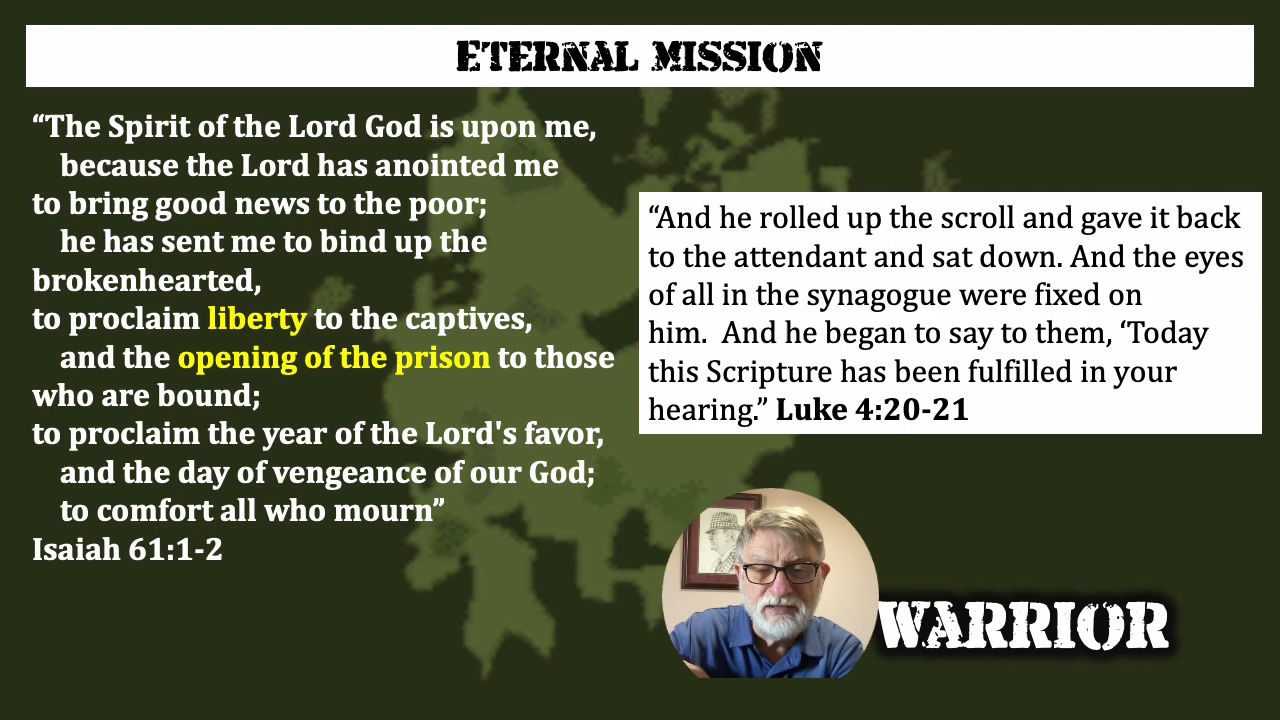 ETERNAL MISSION
“The Spirit of the Lord God is upon me,
because the Lord has anointed me
to bring good news to the poor;
he has sent me to bind up the
brokenhearted,
to proclaim liberty to the captives,
and the opening of the prison to those
who are bound;
to proclaim the year of the Lord's favor,
and the day of vengeance of our God;
to comfort all who mourn”
Isaiah 61:1-2
“And he rolled up the scroll and gave it back
to the attendant and sat down. And the eyes
of all in the synagogue were fixed on
him.  And he began to say to them, ‘Today
this Scripture has been fulfilled in your
hearing.” Luke 4:20-21
WARRIOR